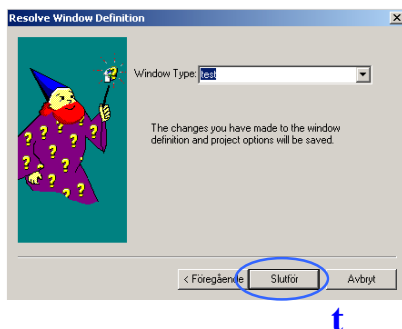 Resolve Window Definition
Window Type: test
The changes you have made to the window
definition and project options will be saved.
< Föregående
Slutför
Avbryt
t